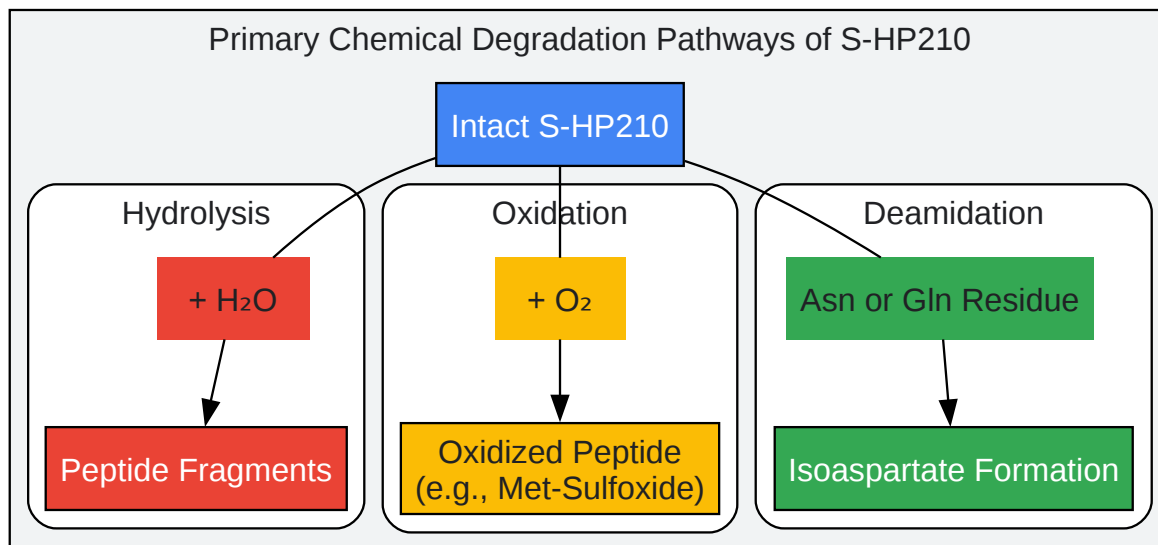 Primary Chemical Degradation Pathways of S-HP210
Intact S-HP210
Hydrolysis
+ H₂O
Peptide Fragments
Oxidation
+ O₂
Oxidized Peptide
(e.g., Met-Sulfoxide)
Deamidation
Asn or Gln Residue
Isoaspartate Formation